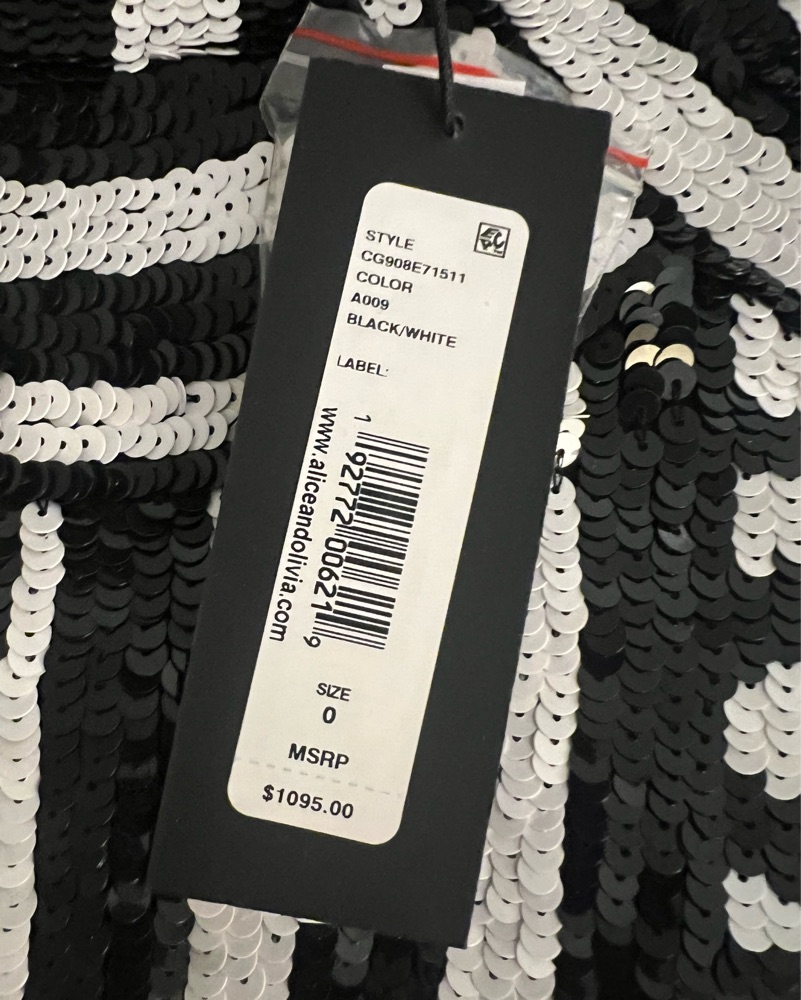 STYLE
CG908E71511
COLOR
A009
BLACK/WHITE
LABEL:
1 92772 00621 9
www.aliceandolivia.com
SIZE
0
MSRP
$1095.00